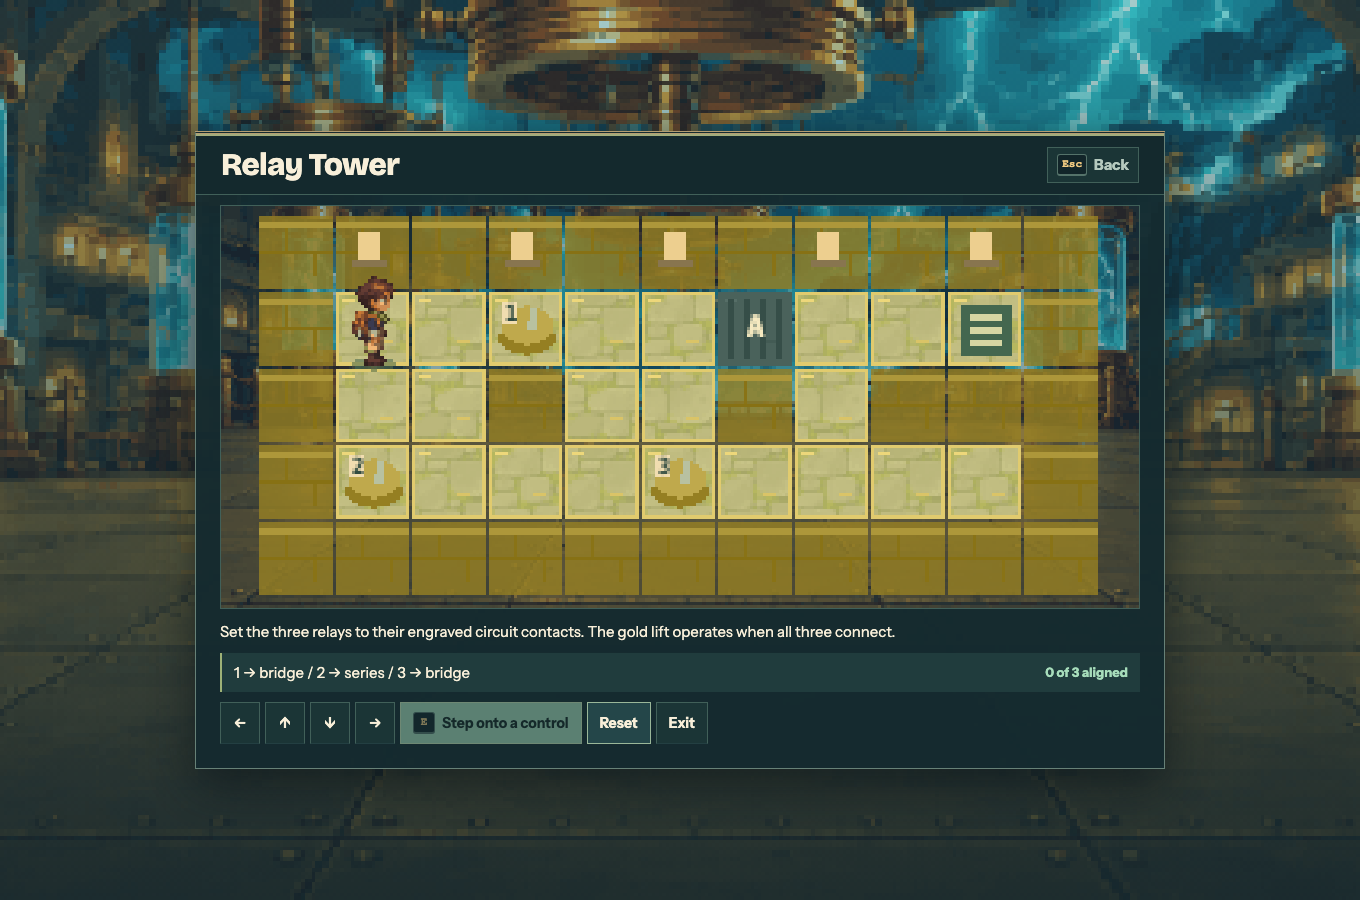 Relay Tower
Esc Back
1
A
2
3
Set the three relays to their engraved circuit contacts. The gold lift operates when all three connect.
1 → bridge / 2 → series / 3 → bridge
0 of 3 aligned
← ↑ ↓ → E Step onto a control Reset Exit